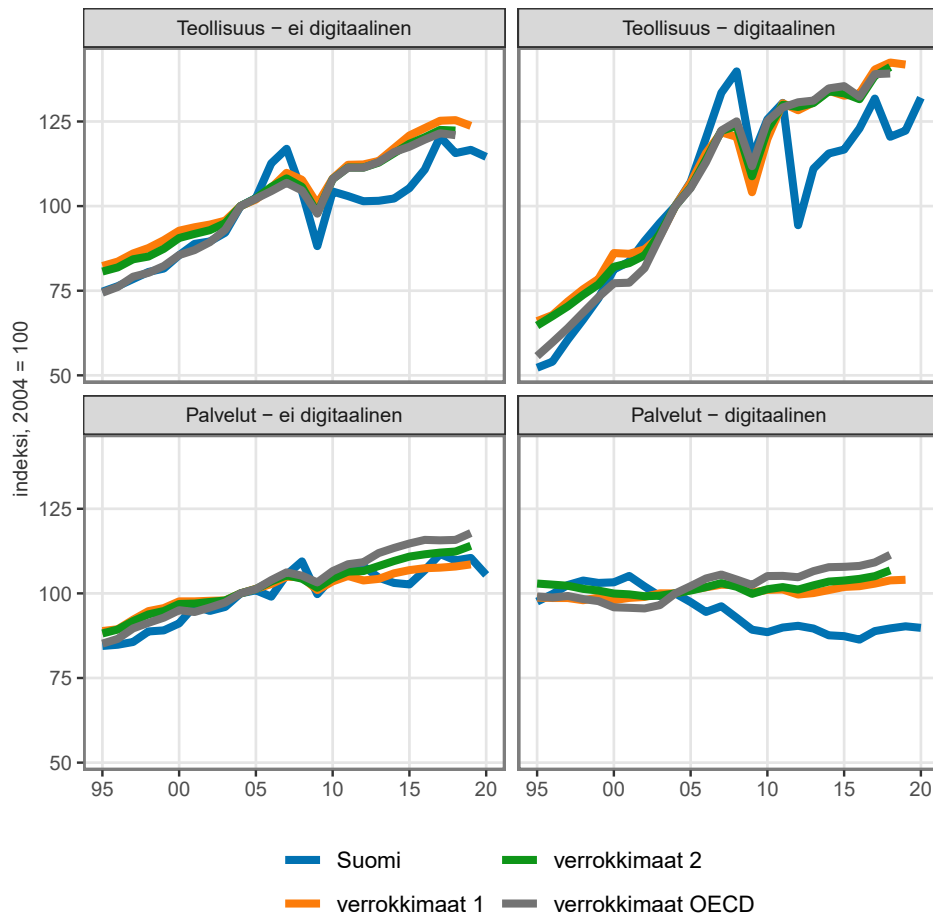 Teollisuus − ei digitaalinen
Teollisuus − digitaalinen
125
100
75
50
indeksi, 2004 = 100
Palvelut − ei digitaalinen
Palvelut − digitaalinen
125
100
75
50
95 00 05 10 15 20
95 00 05 10 15 20
Suomi
verrokkimaat 2
verrokkimaat 1
verrokkimaat OECD